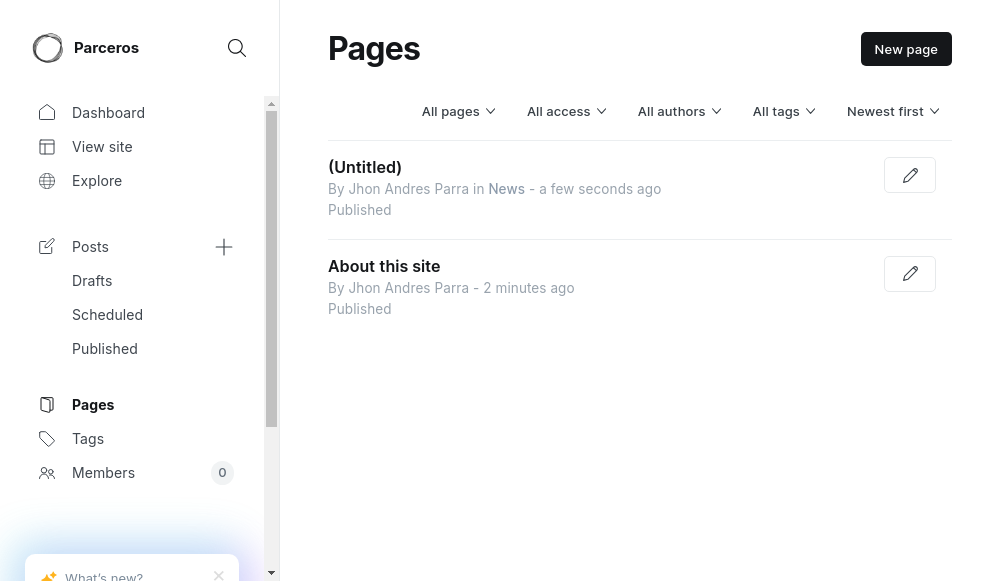 Parceros
Dashboard
View site
Explore
Posts
Drafts
Scheduled
Published
Pages
Tags
Members 0
What's new?
Pages
New page
All pages All access All authors All tags Newest first
(Untitled)
By Jhon Andres Parra in News - a few seconds ago
Published
About this site
By Jhon Andres Parra - 2 minutes ago
Published